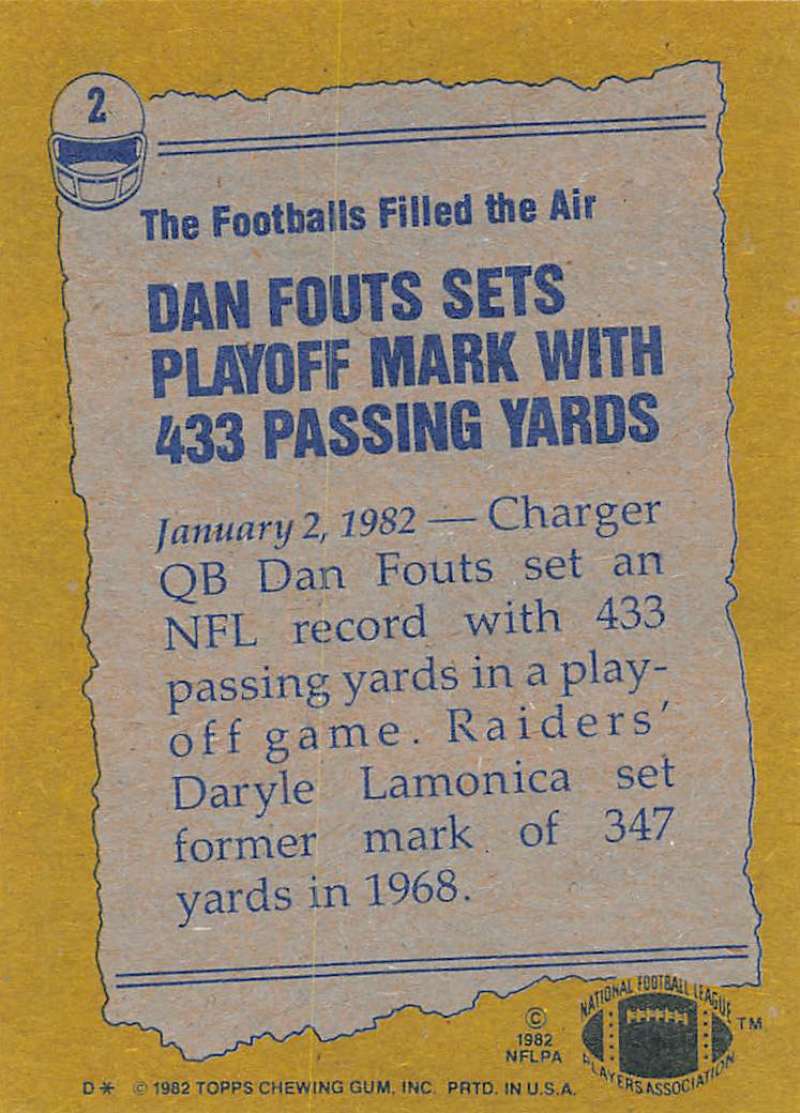 2
The Footballs Filled the Air
DAN FOUTS SETS
PLAYOFF MARK WITH
433 PASSING YARDS
January 2, 1982 — Charger
QB Dan Fouts set an
NFL record with 433
passing yards in a play-
off game. Raiders'
Daryle Lamonica set
former mark of 347
yards in 1968.
©
1982
NFLPA
NATIONAL FOOTBALL LEAGUE
PLAYERS ASSOCIATION
TM
D* © 1982 TOPPS CHEWING GUM, INC. PRTD. IN U.S.A.